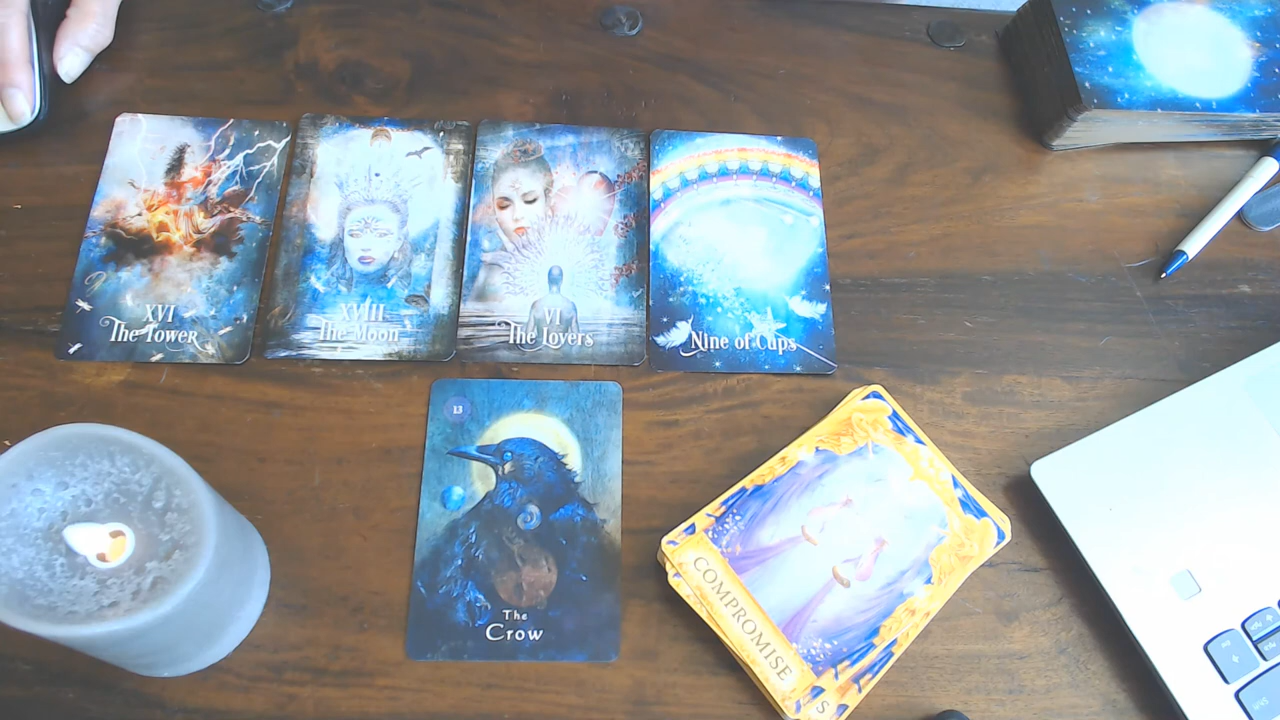 XVI
The Tower
XVIII
The Moon
VI
The Lovers
Nine of Cups
13
The
Crow
COMPROMISE
S